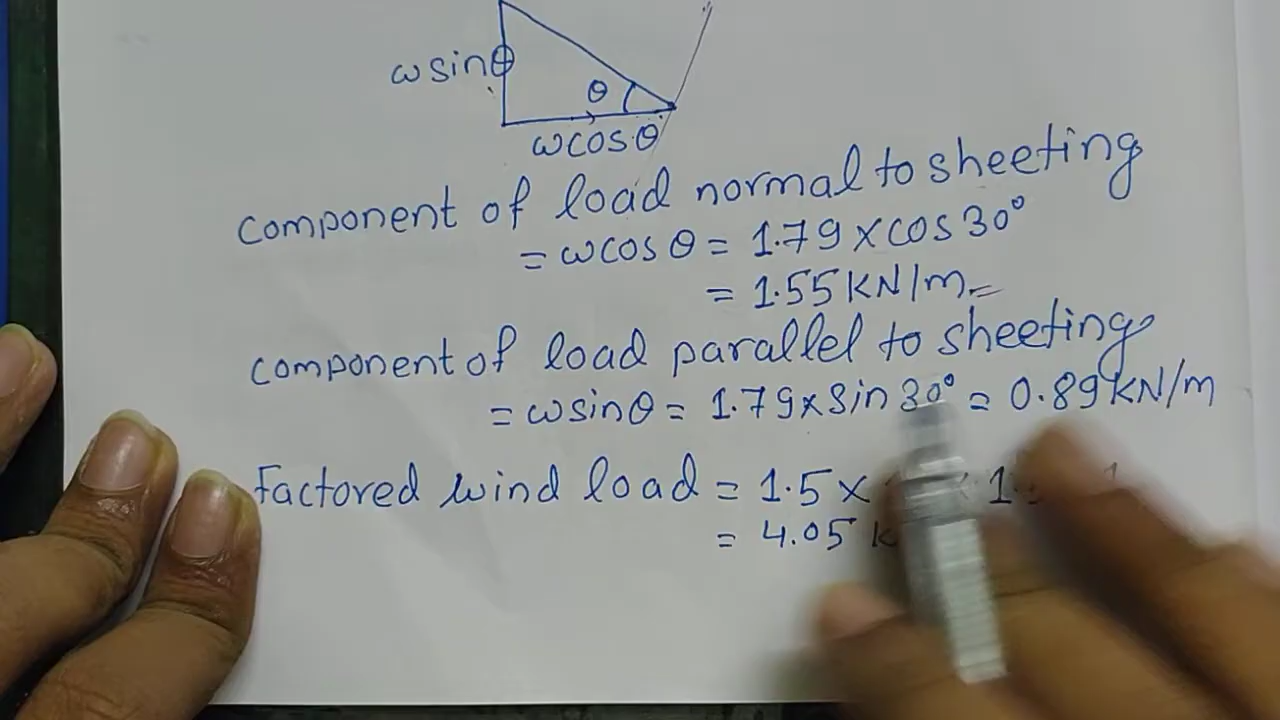 ωsinθ
θ
ωcosθ
component of load normal to sheeting
= ωcosθ = 1.79 x cos 30°
= 1.55 KN/m
component of load parallel to sheeting
= ωsinθ = 1.79 x sin 30° = 0.89 KN/m
Factored wind load = 1.5 x
= 4.05